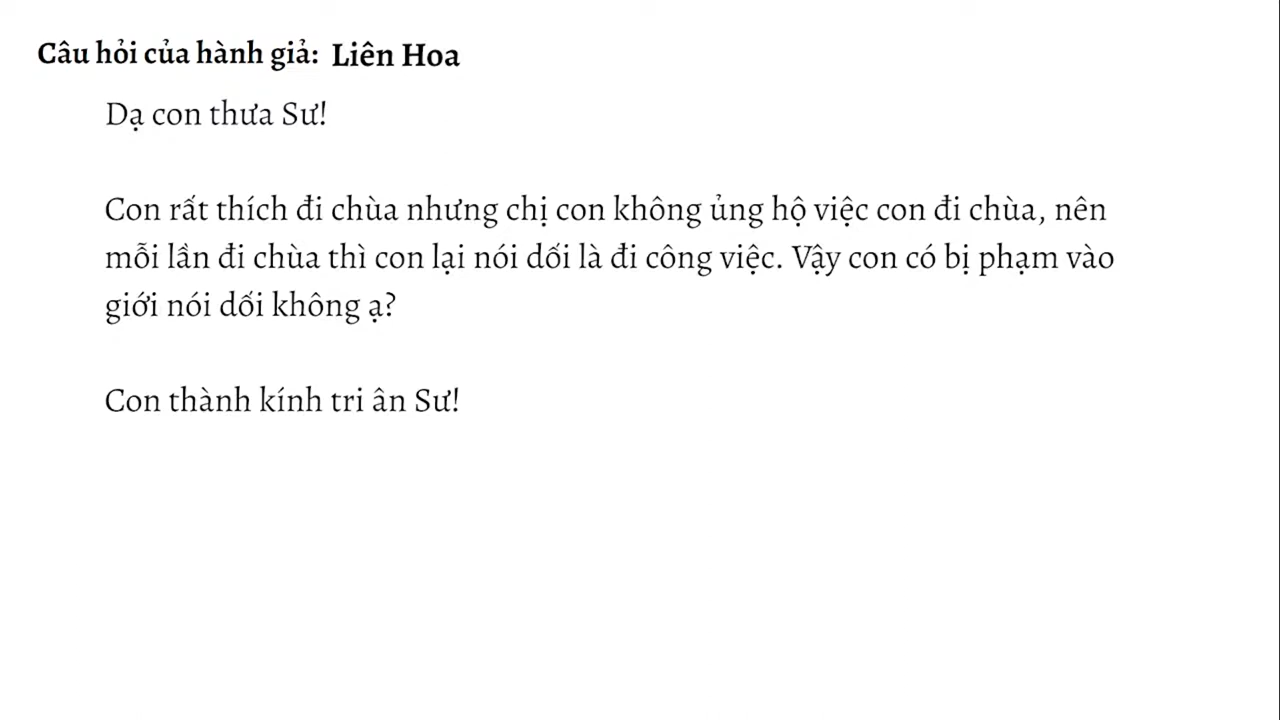 Câu hỏi của hành giả: Liên Hoa
Dạ con thưa Sư!
Con rất thích đi chùa nhưng chị con không ủng hộ việc con đi chùa, nên
mỗi lần đi chùa thì con lại nói dối là đi công việc. Vậy con có bị phạm vào
giới nói dối không ạ?
Con thành kính tri ân Sư!